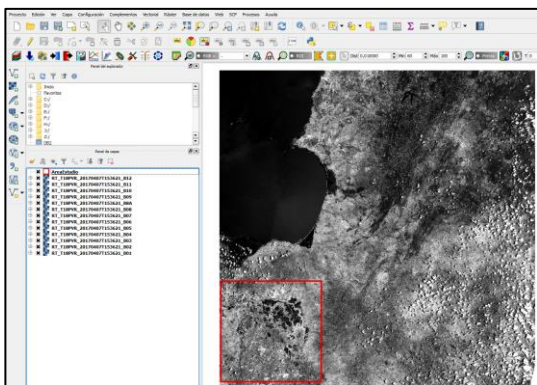 Proyecto Edición Ver Capa Configuración Complementos Vectorial Ráster Base de datos Web SCP Procesos Ayuda
Panel del explorador
Inicio
Favoritos
C:/
D:/
Panel de capas
AreaEstudio
RT_T18PVR_20170407T153621_B12
RT_T18PVR_20170407T153621_B11
RT_T18PVR_20170407T153621_B10
RT_T18PVR_20170407T153621_B09
RT_T18PVR_20170407T153621_B8A
RT_T18PVR_20170407T153621_B08
RT_T18PVR_20170407T153621_B07
RT_T18PVR_20170407T153621_B06
RT_T18PVR_20170407T153621_B05
RT_T18PVR_20170407T153621_B04
RT_T18PVR_20170407T153621_B03
RT_T18PVR_20170407T153621_B02
RT_T18PVR_20170407T153621_B01